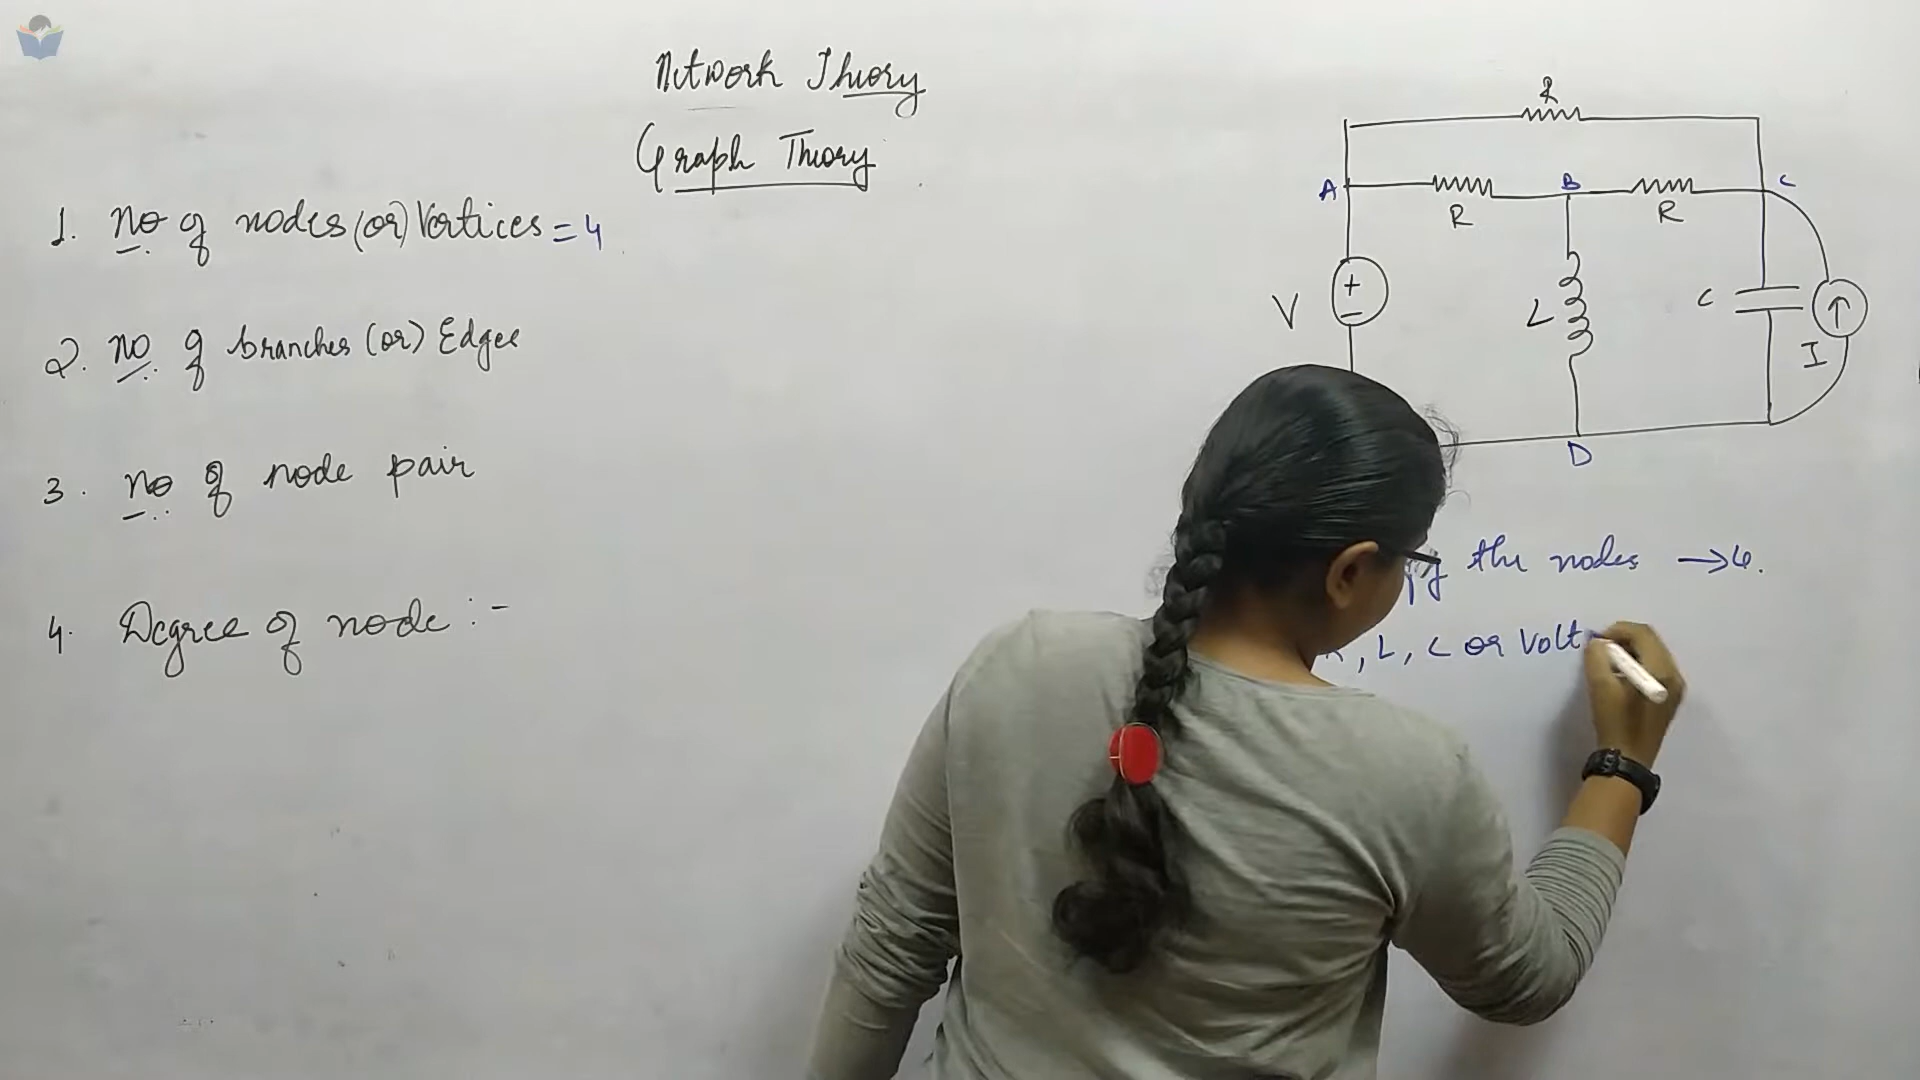 Network Theory
Graph Theory
1. no of nodes (or) Vertices = 4
2. no of branches (or) Edges
3. no of node pair
4. Degree of node :-
R
A
B
C
R
R
V
+
-
L
C
I
D
the nodes →
, L, C or Volt